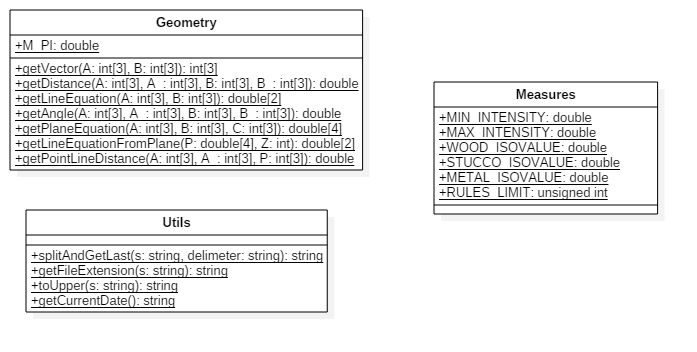 Geometry
+M_PI: double
+getVector(A: int[3], B: int[3]): int[3]
+getDistance(A: int[3], A_: int[3], B: int[3], B_: int[3]): double
+getLineEquation(A: int[3], B: int[3]): double[2]
+getAngle(A: int[3], A_: int[3], B: int[3], B_: int[3]): double
+getPlaneEquation(A: int[3], B: int[3], C: int[3]): double[4]
+getLineEquationFromPlane(P: double[4], Z: int): double[2]
+getPointLineDistance(A: int[3], A_: int[3], P: int[3]): double
Measures
+MIN_INTENSITY: double
+MAX_INTENSITY: double
+WOOD_ISOVALUE: double
+STUCCO_ISOVALUE: double
+METAL_ISOVALUE: double
+RULES_LIMIT: unsigned int
Utils
+splitAndGetLast(s: string, delimeter: string): string
+getFileExtension(s: string): string
+toUpper(s: string): string
+getCurrentDate(): string